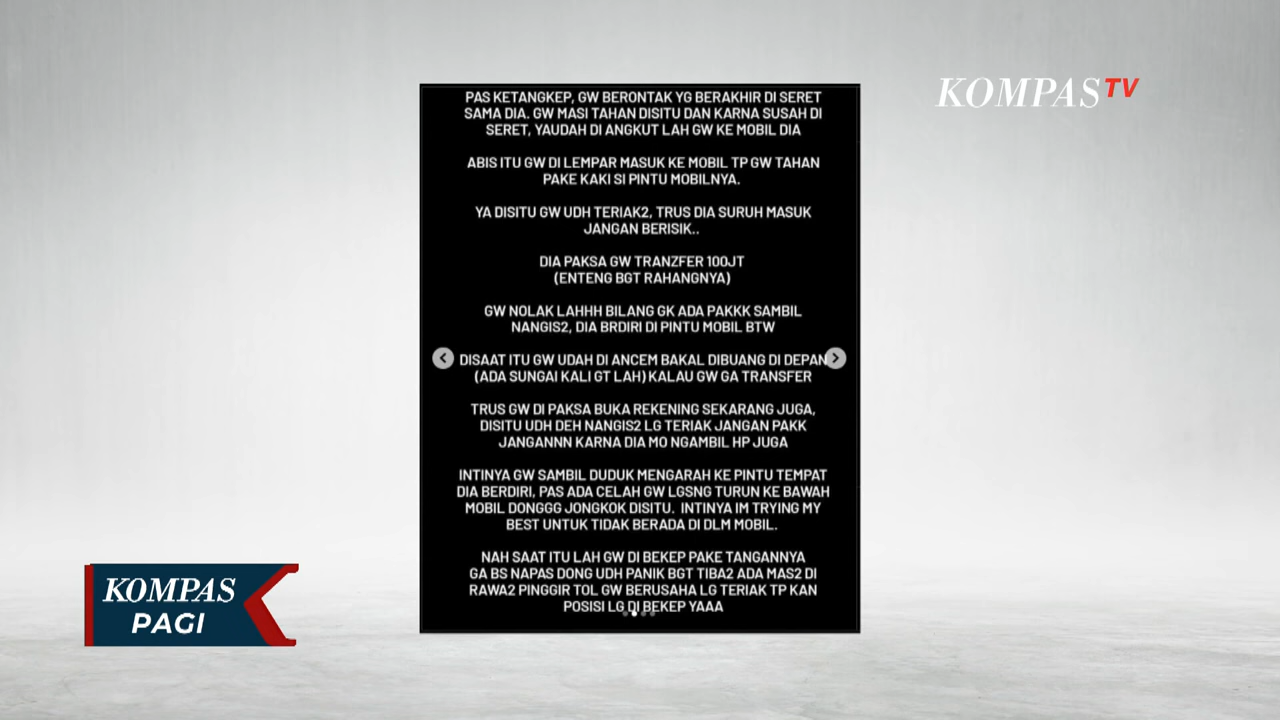 KOMPAS TV
PAS KETANGKEP, GW BERONTAK YG BERAKHIR DI SERET
SAMA DIA. GW MASI TAHAN DISITU DAN KARNA SUSAH DI
SERET, YAUDAH DI ANGKUT LAH GW KE MOBIL DIA
ABIS ITU GW DI LEMPAR MASUK KE MOBIL TP GW TAHAN
PAKE KAKI SI PINTU MOBILNYA.
YA DISITU GW UDH TERIAK2, TRUS DIA SURUH MASUK
JANGAN BERISIK..
DIA PAKSA GW TRANZFER 100JT
(ENTENG BGT RAHANGNYA)
GW NOLAK LAHHH BILANG GK ADA PAKKK SAMBIL
NANGIS2, DIA BRDIRI DI PINTU MOBIL BTW
DISAAT ITU GW UDAH DI ANCEM BAKAL DIBUANG DI DEPAN
(ADA SUNGAI KALI GT LAH) KALAU GW GA TRANSFER
TRUS GW DI PAKSA BUKA REKENING SEKARANG JUGA,
DISITU UDH DEH NANGIS2 LG TERIAK JANGAN PAKK
JANGANNN KARNA DIA MO NGAMBIL HP JUGA
INTINYA GW SAMBIL DUDUK MENGARAH KE PINTU TEMPAT
DIA BERDIRI, PAS ADA CELAH GW LGSNG TURUN KE BAWAH
MOBIL DONGGG JONGKOK DISITU. INTINYA IM TRYING MY
BEST UNTUK TIDAK BERADA DI DLM MOBIL.
NAH SAAT ITU LAH GW DI BEKEP PAKE TANGANNYA
GA BS NAPAS DONG UDH PANIK BGT TIBA2 ADA MAS2 DI
RAWA2 PINGGIR TOL GW BERUSAHA LG TERIAK TP KAN
POSISI LG DI BEKEP YAAA
KOMPAS
PAGI